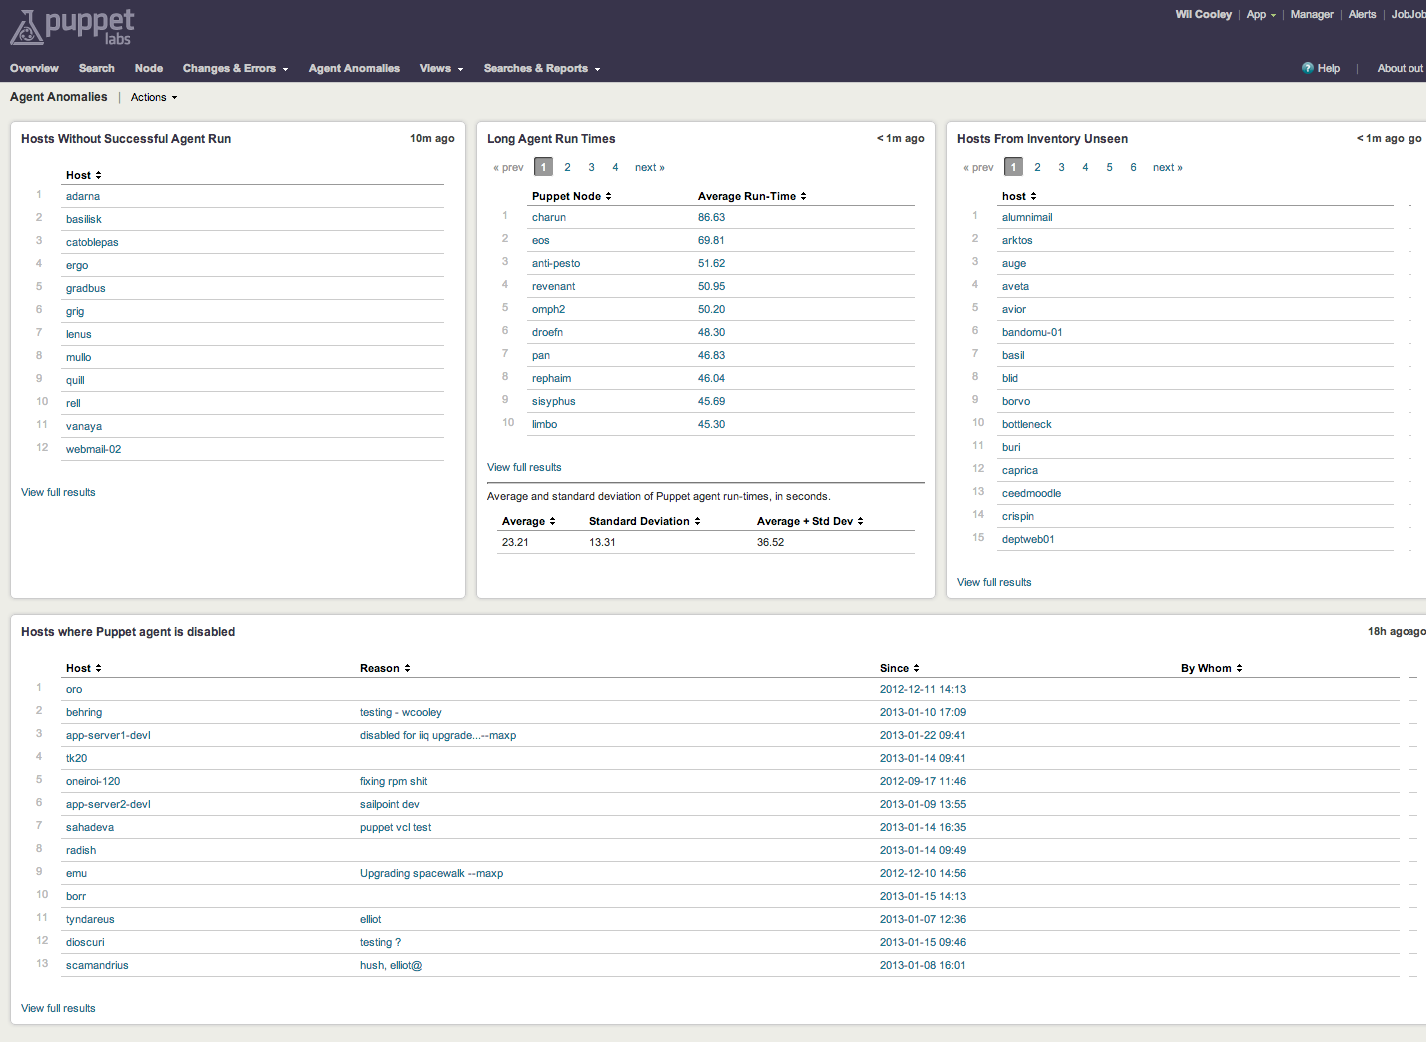 puppet labs
Wil Cooley | App | Manager | Alerts | JobJob
Overview Search Node Changes & Errors Agent Anomalies Views Searches & Reports ? Help | About out
Agent Anomalies | Actions
Hosts Without Successful Agent Run 10m ago
Host
1 adarna
2 basilisk
3 catoblepas
4 ergo
5 gradbus
6 grig
7 lenus
8 mullo
9 quill
10 rell
11 vanaya
12 webmail-02
View full results
Long Agent Run Times < 1m ago
« prev 1 2 3 4 next »
Puppet Node Average Run-Time
1 charun 86.63
2 eos 69.81
3 anti-pesto 51.62
4 revenant 50.95
5 omph2 50.20
6 droefn 48.30
7 pan 46.83
8 rephaim 46.04
9 sisyphus 45.69
10 limbo 45.30
View full results
Average and standard deviation of Puppet agent run-times, in seconds.
Average Standard Deviation Average + Std Dev
23.21 13.31 36.52
Hosts From Inventory Unseen < 1m ago go
« prev 1 2 3 4 5 6 next »
host
1 alumnimail
2 arktos
3 auge
4 aveta
5 avior
6 bandomu-01
7 basil
8 blid
9 borvo
10 bottleneck
11 buri
12 caprica
13 ceedmoodle
14 crispin
15 deptweb01
View full results
Hosts where Puppet agent is disabled 18h agoago
Host Reason Since By Whom
1 oro 2012-12-11 14:13
2 behring testing - wcooley 2013-01-10 17:09
3 app-server1-devl disabled for iiq upgrade...--maxp 2013-01-22 09:41
4 tk20 2013-01-14 09:41
5 oneiroi-120 fixing rpm shit 2012-09-17 11:46
6 app-server2-devl sailpoint dev 2013-01-09 13:55
7 sahadeva puppet vcl test 2013-01-14 16:35
8 radish 2013-01-14 09:49
9 emu Upgrading spacewalk --maxp 2012-12-10 14:56
10 borr 2013-01-15 14:13
11 tyndareus elliot 2013-01-07 12:36
12 dioscuri testing ? 2013-01-15 09:46
13 scamandrius hush, elliot@ 2013-01-08 16:01
View full results